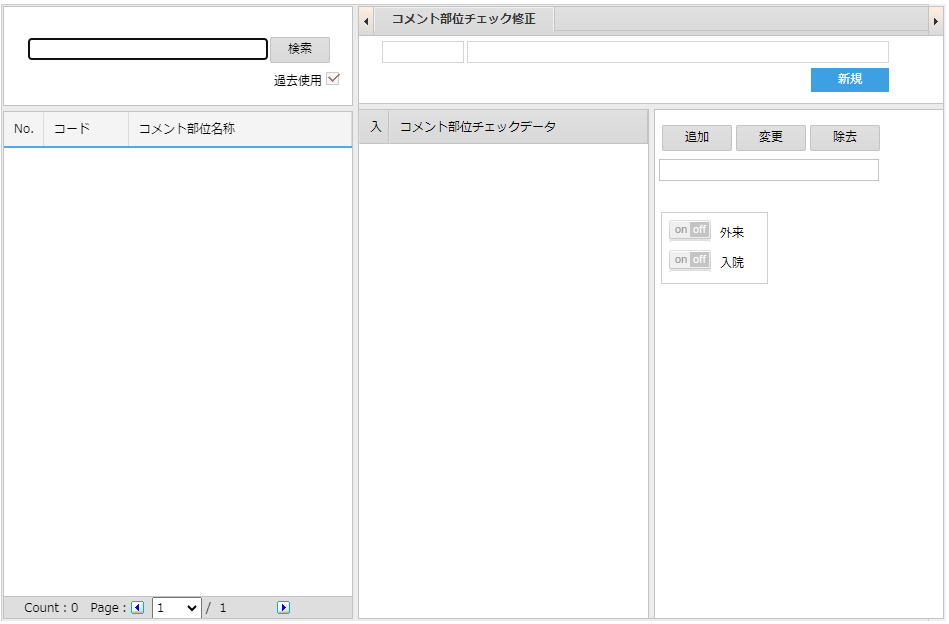 検索
過去使用
No. コード コメント部位名称
Count : 0 Page : 1 / 1
コメント部位チェック修正
新規
入 コメント部位チェックデータ
追加 変更 除去
on off 外来
on off 入院